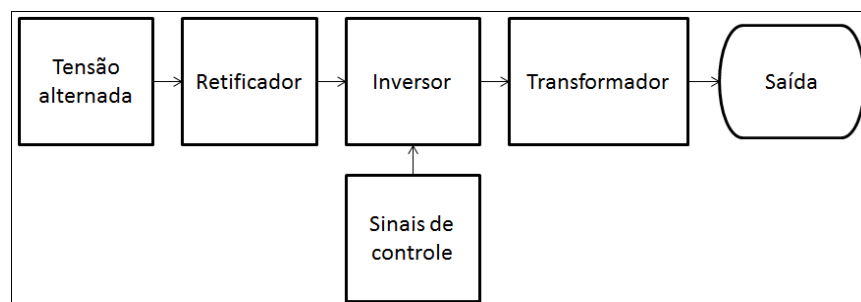 Tensão
alternada
Retificador
Inversor
Transformador
Saída
Sinais de
controle